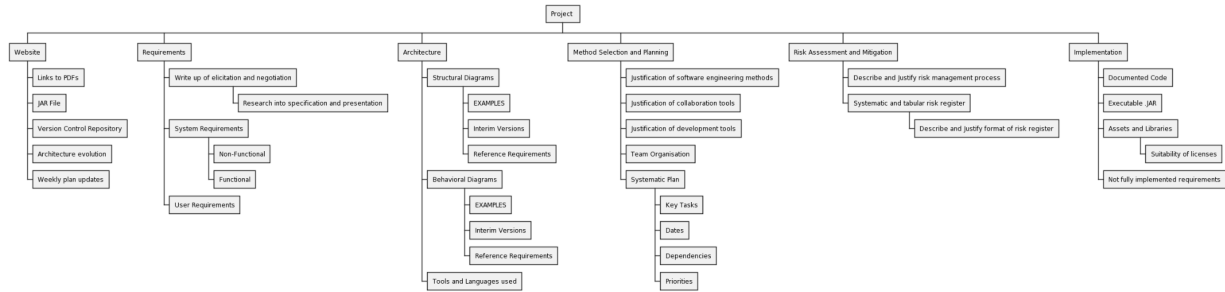 Project
Website
Links to PDFs
JAR File
Version Control Repository
Architecture evolution
Weekly plan updates
Requirements
Write up of elicitation and negotiation
Research into specification and presentation
System Requirements
Non-Functional
Functional
User Requirements
Architecture
Structural Diagrams
EXAMPLES
Interim Versions
Reference Requirements
Behavioral Diagrams
EXAMPLES
Interim Versions
Reference Requirements
Tools and Languages used
Method Selection and Planning
Justification of software engineering methods
Justification of collaboration tools
Justification of development tools
Team Organisation
Systematic Plan
Key Tasks
Dates
Dependencies
Priorities
Risk Assessment and Mitigation
Describe and Justify risk management process
Systematic and tabular risk register
Describe and Justify format of risk register
Implementation
Documented Code
Executable .JAR
Assets and Libraries
Suitability of licenses
Not fully implemented requirements